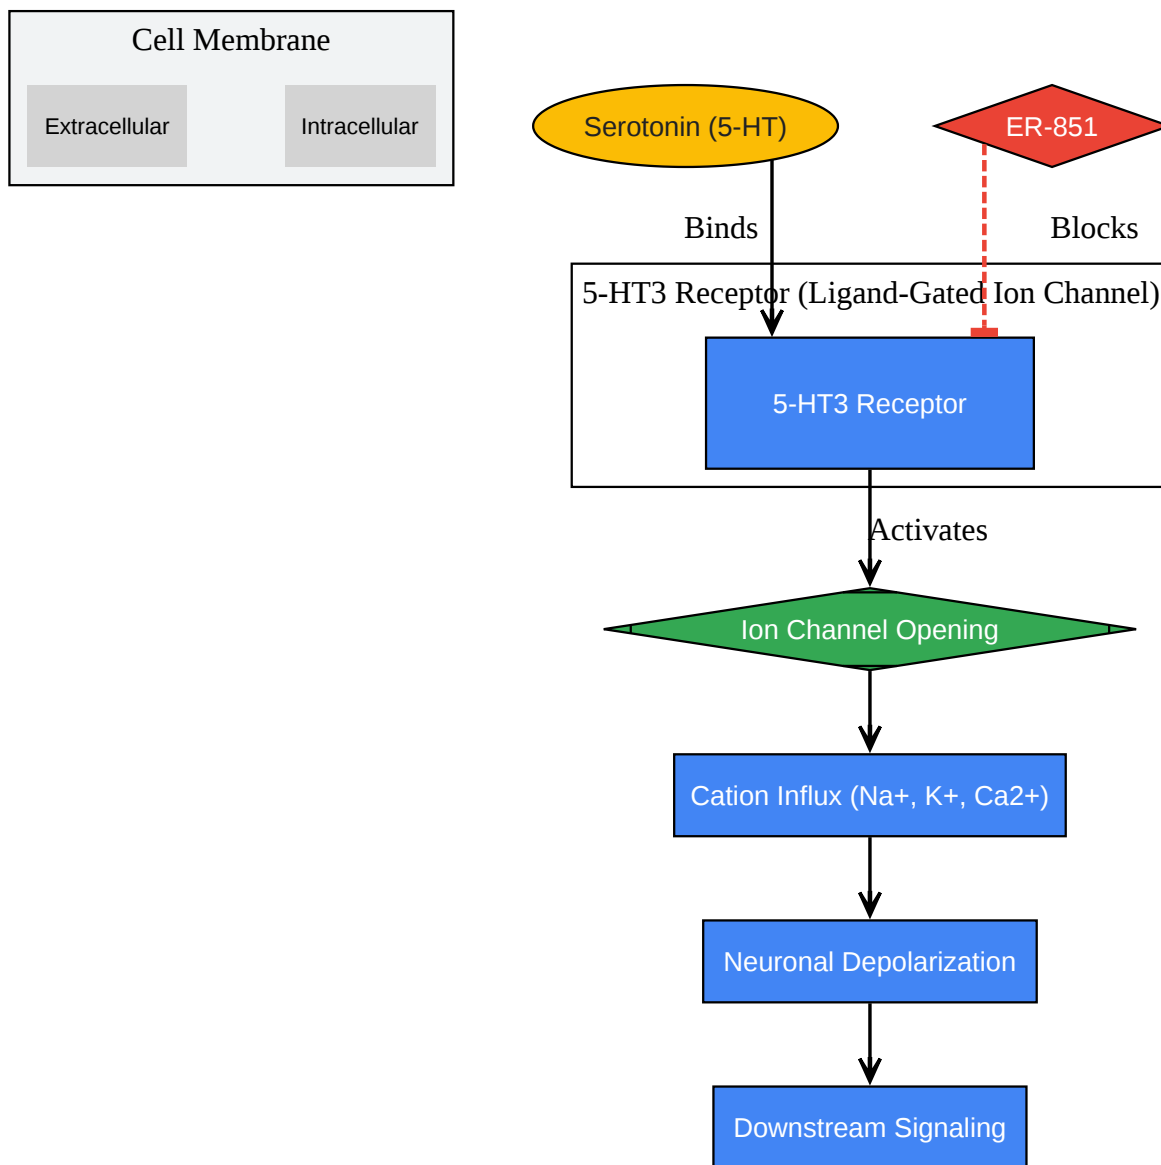 Cell Membrane
Extracellular
Intracellular
Serotonin (5-HT)
ER-851
Binds
Blocks
5-HT3 Receptor (Ligand-Gated Ion Channel)
5-HT3 Receptor
Activates
Ion Channel Opening
Cation Influx (Na+, K+, Ca2+)
Neuronal Depolarization
Downstream Signaling